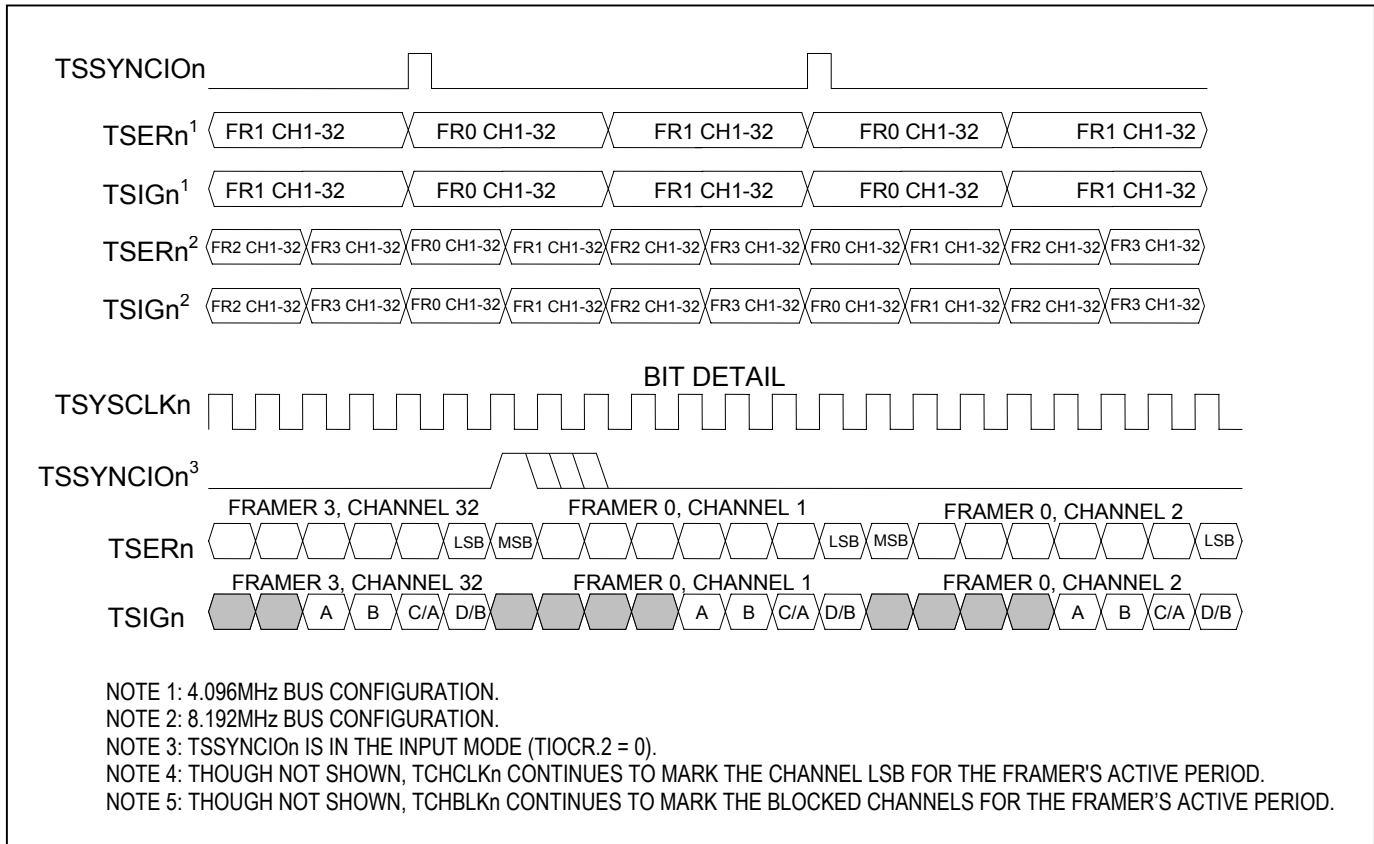 TSSYNCIOn
TSERn1 FR1 CH1-32 FR0 CH1-32 FR1 CH1-32 FR0 CH1-32 FR1 CH1-32
TSIGn1 FR1 CH1-32 FR0 CH1-32 FR1 CH1-32 FR0 CH1-32 FR1 CH1-32
TSERn2 FR2 CH1-32 FR3 CH1-32 FR0 CH1-32 FR1 CH1-32 FR2 CH1-32 FR3 CH1-32 FR0 CH1-32 FR1 CH1-32 FR2 CH1-32 FR3 CH1-32
TSIGn2 FR2 CH1-32 FR3 CH1-32 FR0 CH1-32 FR1 CH1-32 FR2 CH1-32 FR3 CH1-32 FR0 CH1-32 FR1 CH1-32 FR2 CH1-32 FR3 CH1-32
BIT DETAIL
TSYSCLKn
TSSYNCIOn3
FRAMER 3, CHANNEL 32 FRAMER 0, CHANNEL 1 FRAMER 0, CHANNEL 2
TSERn LSB MSB LSB MSB LSB
FRAMER 3, CHANNEL 32 FRAMER 0, CHANNEL 1 FRAMER 0, CHANNEL 2
TSIGn A B C/A D/B A B C/A D/B A B C/A D/B
NOTE 1: 4.096MHz BUS CONFIGURATION.
NOTE 2: 8.192MHz BUS CONFIGURATION.
NOTE 3: TSSYNCIOn IS IN THE INPUT MODE (TIOCR.2 = 0).
NOTE 4: THOUGH NOT SHOWN, TCHCLKn CONTINUES TO MARK THE CHANNEL LSB FOR THE FRAMER'S ACTIVE PERIOD.
NOTE 5: THOUGH NOT SHOWN, TCHBLKn CONTINUES TO MARK THE BLOCKED CHANNELS FOR THE FRAMER’S ACTIVE PERIOD.